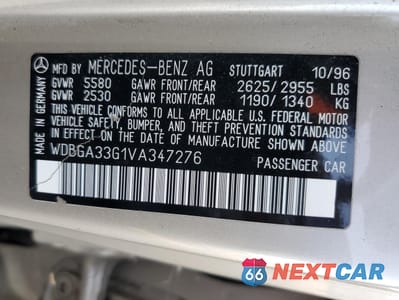 MFD BY MERCEDES-BENZ AG STUTTGART 10/96
GVWR 5580 GAWR FRONT/REAR 2625/2955 LBS
GVWR 2530 GAWR FRONT/REAR 1190/1340 KG
THIS VEHICLE CONFORMS TO ALL APPLICABLE U.S. FEDERAL MOTOR
VEHICLE SAFETY, BUMPER, AND THEFT PREVENTION STANDARDS
IN EFFECT ON THE DATE OF MANUFACTURE SHOWN ABOVE.
WDBGA33G1VA347276 PASSENGER CAR
MADE IN GERMANY
66 NEXTCAR